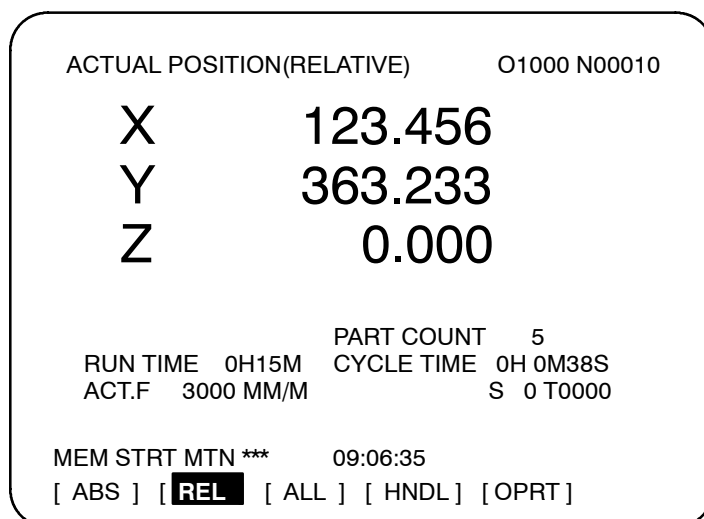 ACTUAL POSITION(RELATIVE) O1000 N00010
X 123.456
Y 363.233
Z 0.000
PART COUNT 5
RUN TIME 0H15M CYCLE TIME 0H 0M38S
ACT.F 3000 MM/M S 0 T0000
MEM STRT MTN *** 09:06:35
[ ABS ] [ REL [ ALL ] [ HNDL ] [ OPRT ]